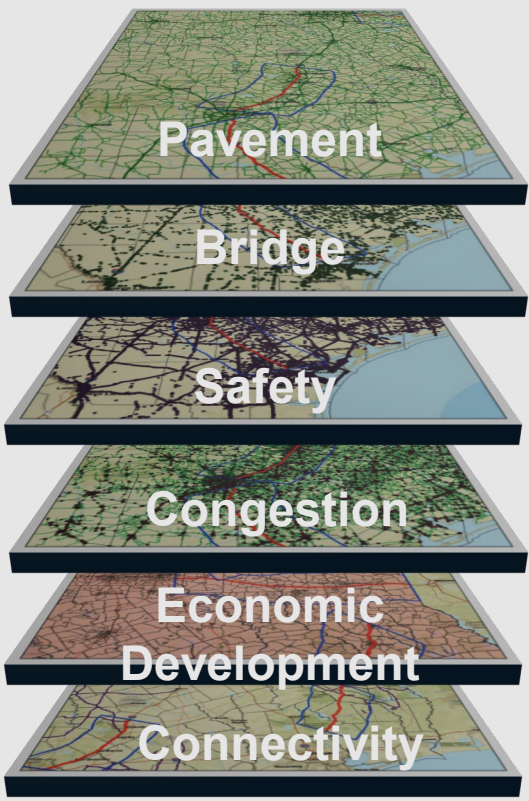 Pavement
Bridge
Safety
Congestion
Economic
Development
Connectivity